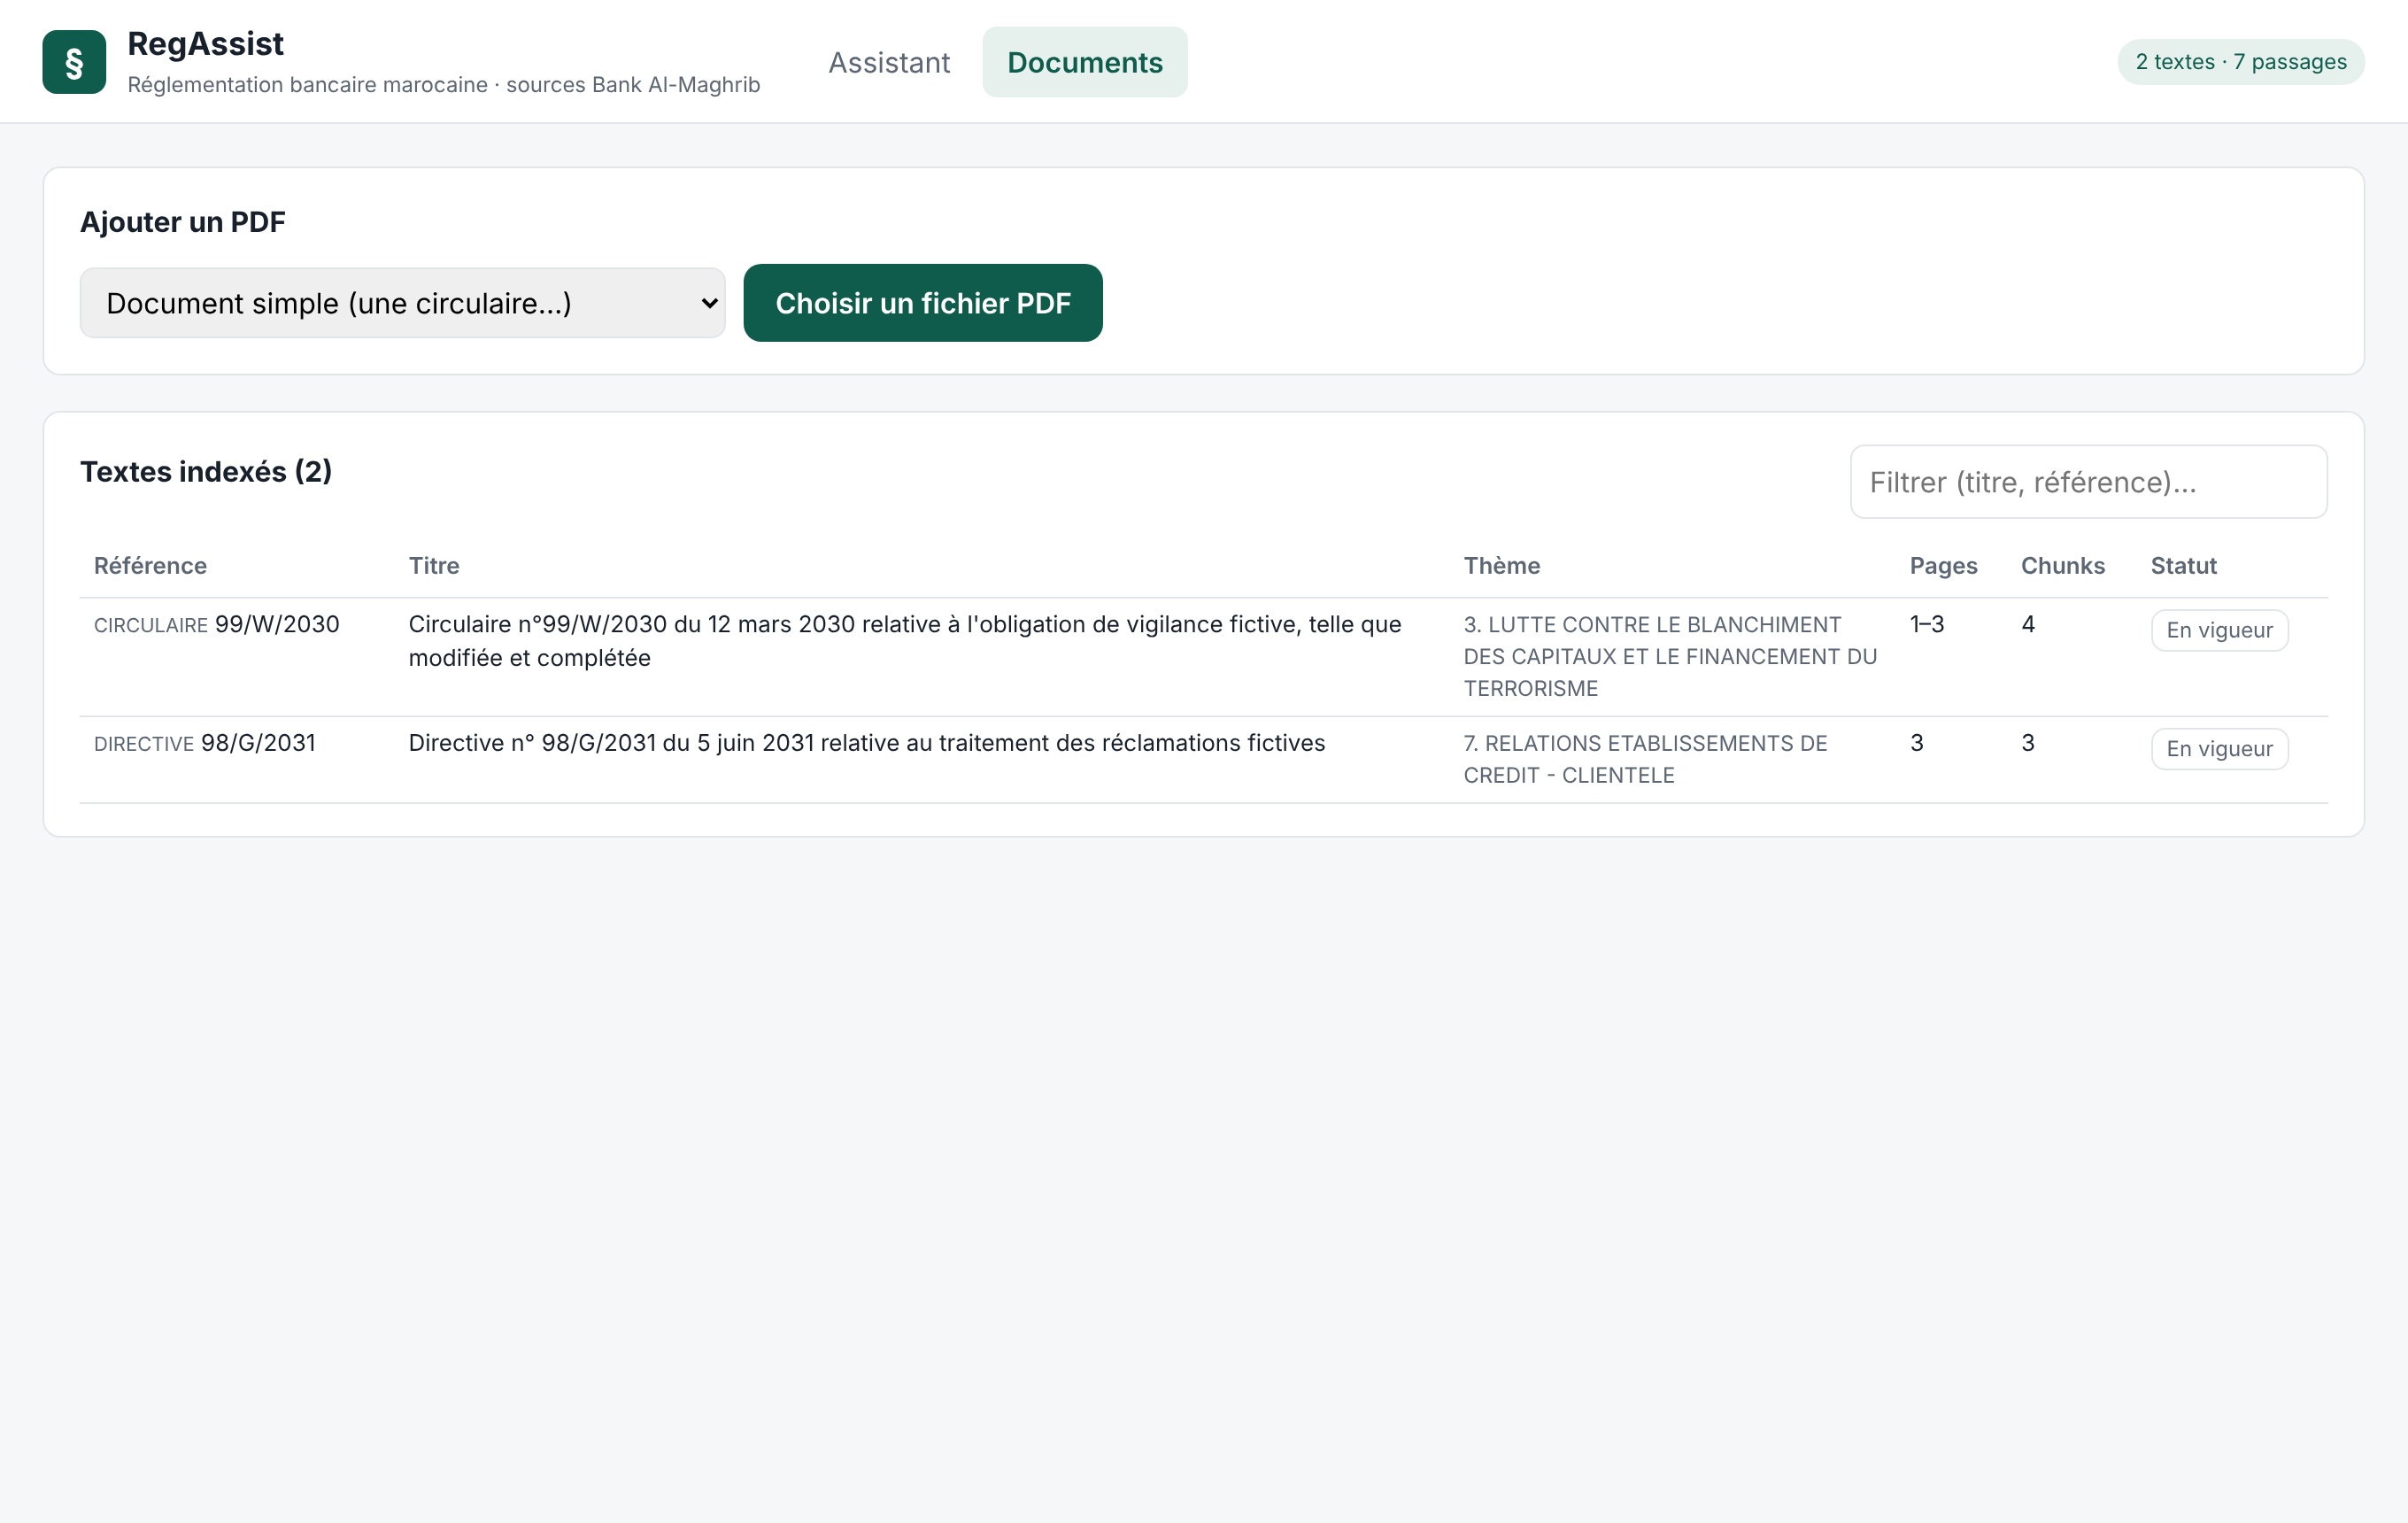 §
RegAssist
Réglementation bancaire marocaine · sources Bank Al-Maghrib
Assistant
Documents
2 textes · 7 passages
Ajouter un PDF
Document simple (une circulaire…)
Choisir un fichier PDF
Textes indexés (2)
Filtrer (titre, référence)…
Référence Titre Thème Pages Chunks Statut
CIRCULAIRE 99/W/2030
Circulaire n°99/W/2030 du 12 mars 2030 relative à l'obligation de vigilance fictive, telle que
modifiée et complétée
3. LUTTE CONTRE LE BLANCHIMENT
DES CAPITAUX ET LE FINANCEMENT DU
TERRORISME
1–3
4
En vigueur
DIRECTIVE 98/G/2031
Directive n° 98/G/2031 du 5 juin 2031 relative au traitement des réclamations fictives
7. RELATIONS ETABLISSEMENTS DE
CREDIT - CLIENTELE
3
3
En vigueur